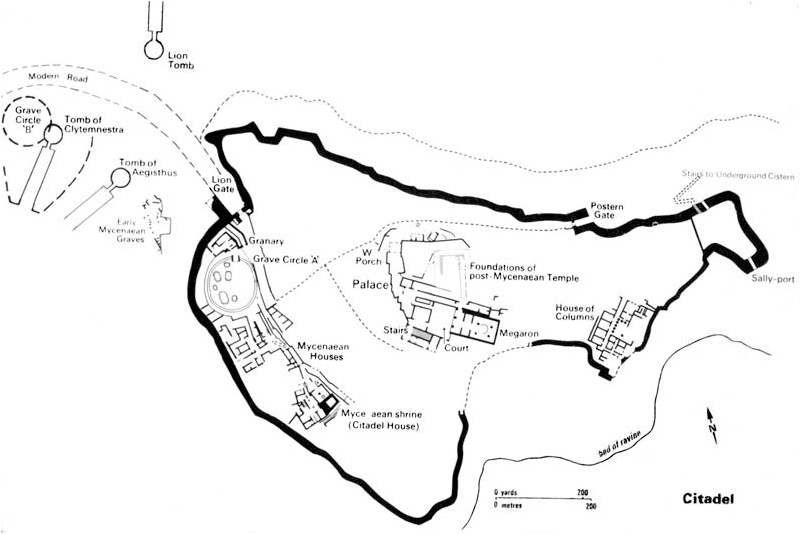 Lion
Tomb
Modern Road
Grave
Circle
'B'
Tomb of
Clytemnestra
Tomb of
Aegisthus
Lion
Gate
Early
Mycenaean
Graves
Stairs to Underground Cistern
Postern
Gate
Sally-port
Granary
Grave Circle 'A'
W
Porch
Palace
Foundations of
post-Mycenaean Temple
House of
Columns
Stairs
Megaron
Court
Mycenaean
Houses
Myce aean shrine
(Citadel House)
bed of ravine
N
0 yards 200
0 metres 200
Citadel